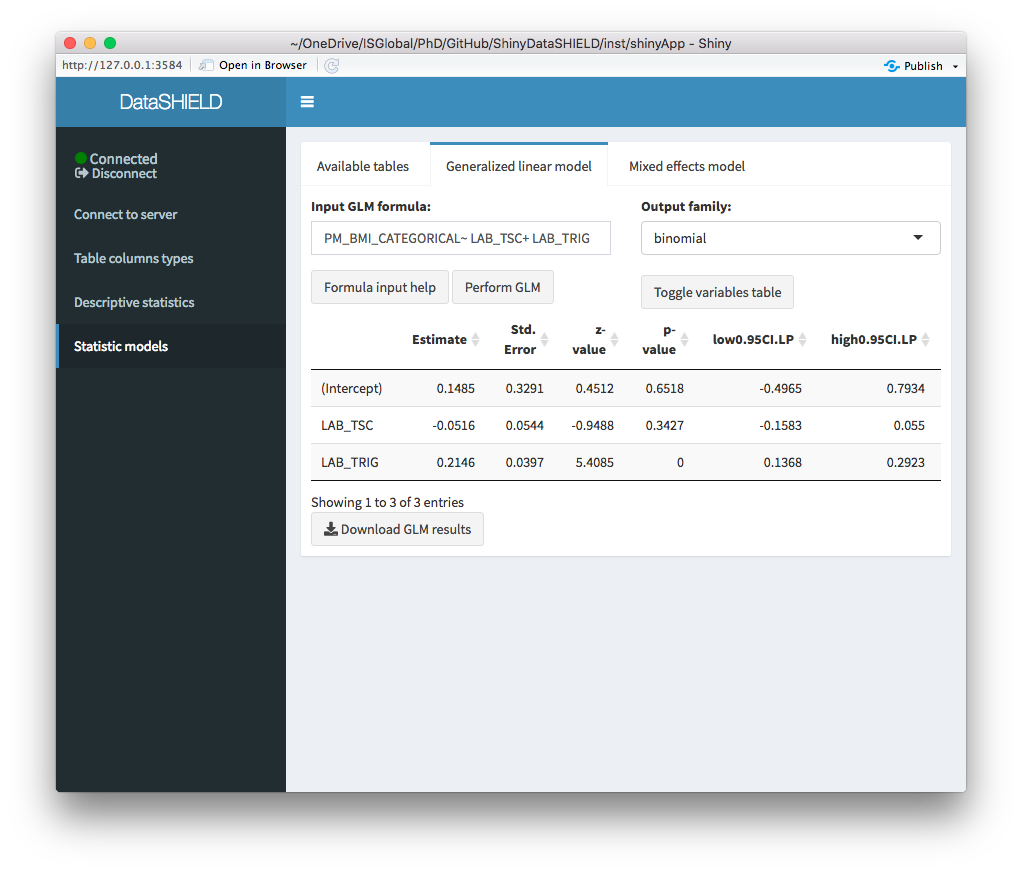 ~/OneDrive/ISGlobal/PhD/GitHub/ShinyDataSHIELD/inst/shinyApp - Shiny
http://127.0.0.1:3584 Open in Browser Publish
DataSHIELD
Connected
Disconnect
Connect to server
Table columns types
Descriptive statistics
Statistic models
Available tables Generalized linear model Mixed effects model
Input GLM formula: Output family:
PM_BMI_CATEGORICAL~ LAB_TSC+ LAB_TRIG binomial
Formula input help Perform GLM Toggle variables table
Estimate Std. Error z-value p-value low0.95CI.LP high0.95CI.LP
(Intercept) 0.1485 0.3291 0.4512 0.6518 -0.4965 0.7934
LAB_TSC -0.0516 0.0544 -0.9488 0.3427 -0.1583 0.055
LAB_TRIG 0.2146 0.0397 5.4085 0 0.1368 0.2923
Showing 1 to 3 of 3 entries
Download GLM results